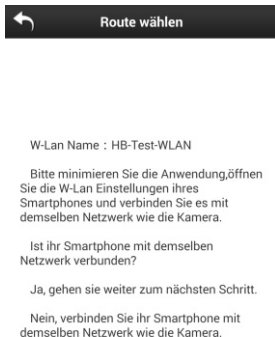 Route wählen
W-Lan Name : HB-Test-WLAN
Bitte minimieren Sie die Anwendung,öffnen
Sie die W-Lan Einstellungen ihres
Smartphones und verbinden Sie es mit
demselben Netzwerk wie die Kamera.
Ist ihr Smartphone mit demselben
Netzwerk verbunden?
Ja, gehen sie weiter zum nächsten Schritt.
Nein, verbinden Sie ihr Smartphone mit
demselben Netzwerk wie die Kamera.